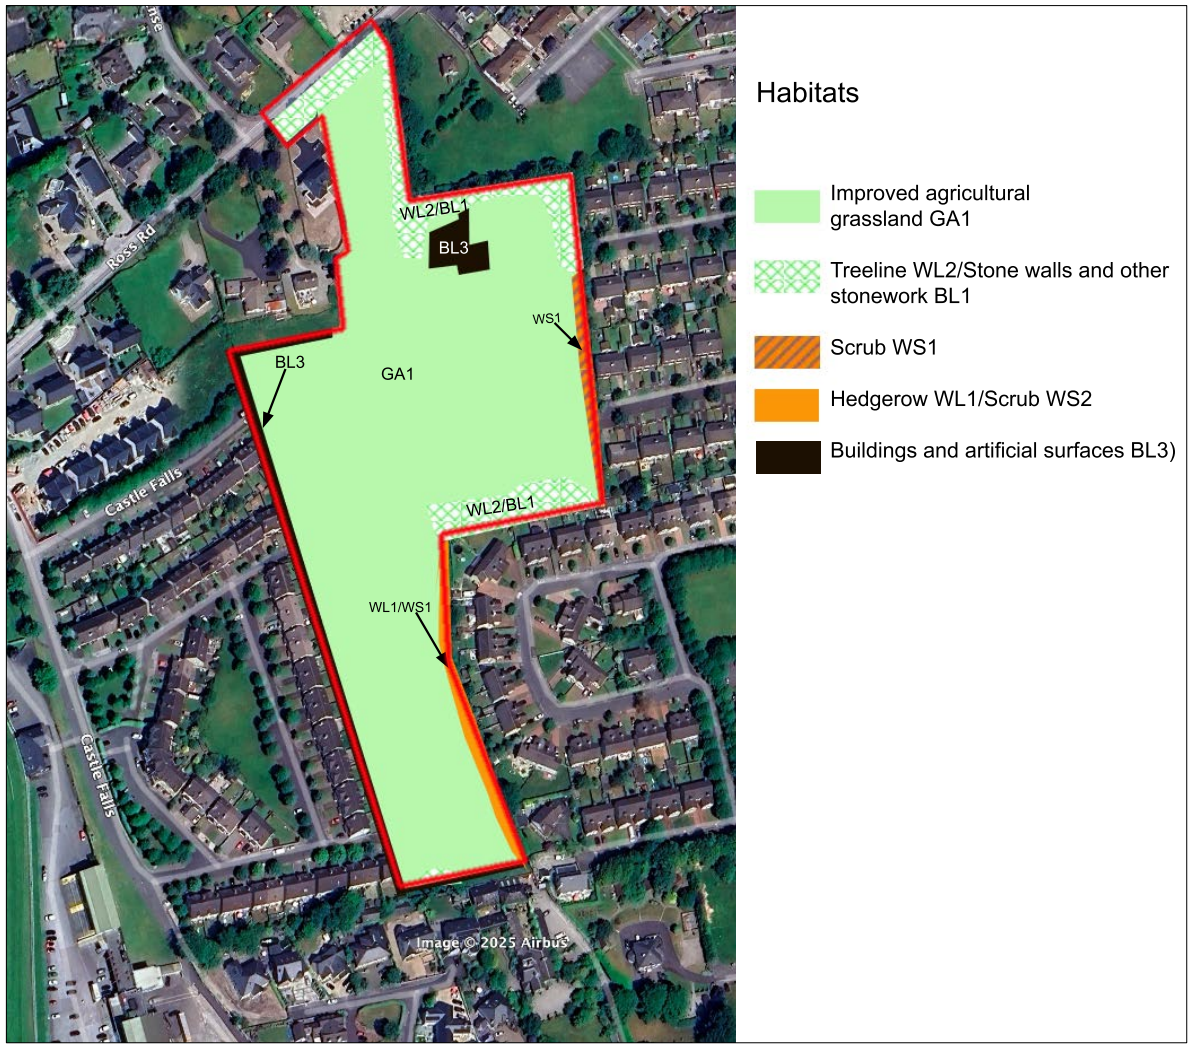 Habitats
Improved agricultural
grassland GA1
Treeline WL2/Stone walls and other
stonework BL1
Scrub WS1
Hedgerow WL1/Scrub WS2
Buildings and artificial surfaces BL3)
WL2/BL1
BL3
Ross Rd
WS1
BL3
GA1
Castle Falls
WL2/BL1
WL1/WS1
Castle Falls
Image © 2025 Airbus